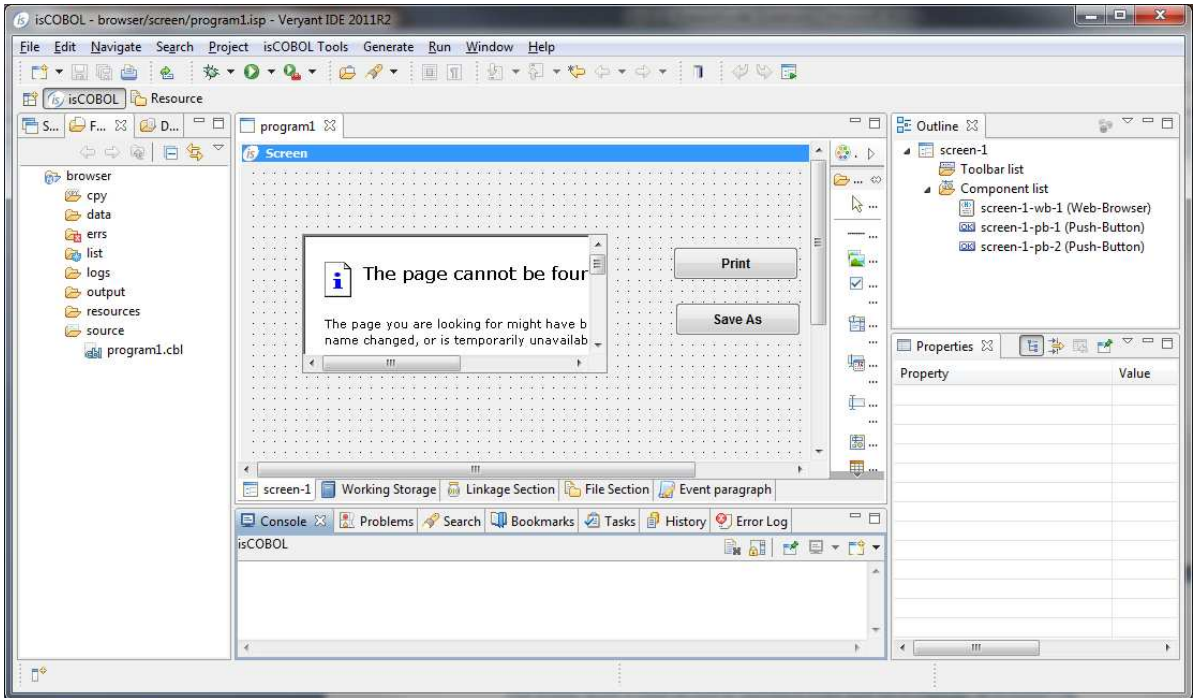 isCOBOL - browser/screen/program1.isp - Veryant IDE 2011R2
File Edit Navigate Search Project isCOBOL Tools Generate Run Window Help
isCOBOL Resource
S... F... D...
browser
cpy
data
errs
list
logs
output
resources
source
program1.cbl
program1
is Screen
The page cannot be four
The page you are looking for might have b
name changed, or is temporarily unavailab
Print
Save As
screen-1 Working Storage Linkage Section File Section Event paragraph
Console Problems Search Bookmarks Tasks History Error Log
isCOBOL
Outline
screen-1
Toolbar list
Component list
screen-1-wb-1 (Web-Browser)
screen-1-pb-1 (Push-Button)
screen-1-pb-2 (Push-Button)
Properties
Property Value